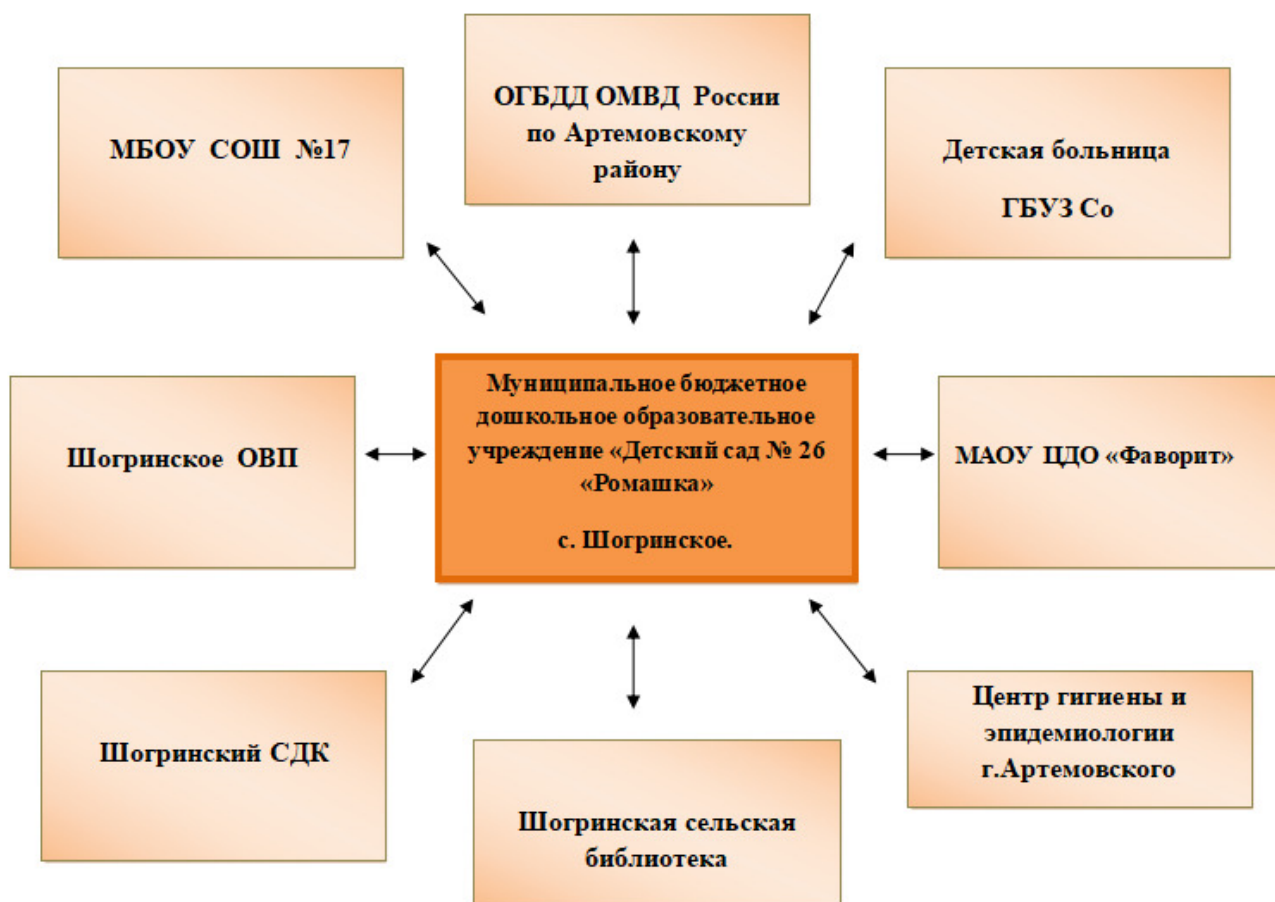 ОГБДД ОМВД России
по Артемовскому
району
МБОУ СОШ №17
Детская больница
ГБУЗ Со
Муниципальное бюджетное
дошкольное образовательное
учреждение «Детский сад № 26
«Ромашка»
с. Шогринское.
Шогринское ОВП
МАОУ ЦДО «Фаворит»
Шогринский СДК
Центр гигиены и
эпидемиологии
г.Артемовского
Шогринская сельская
библиотека